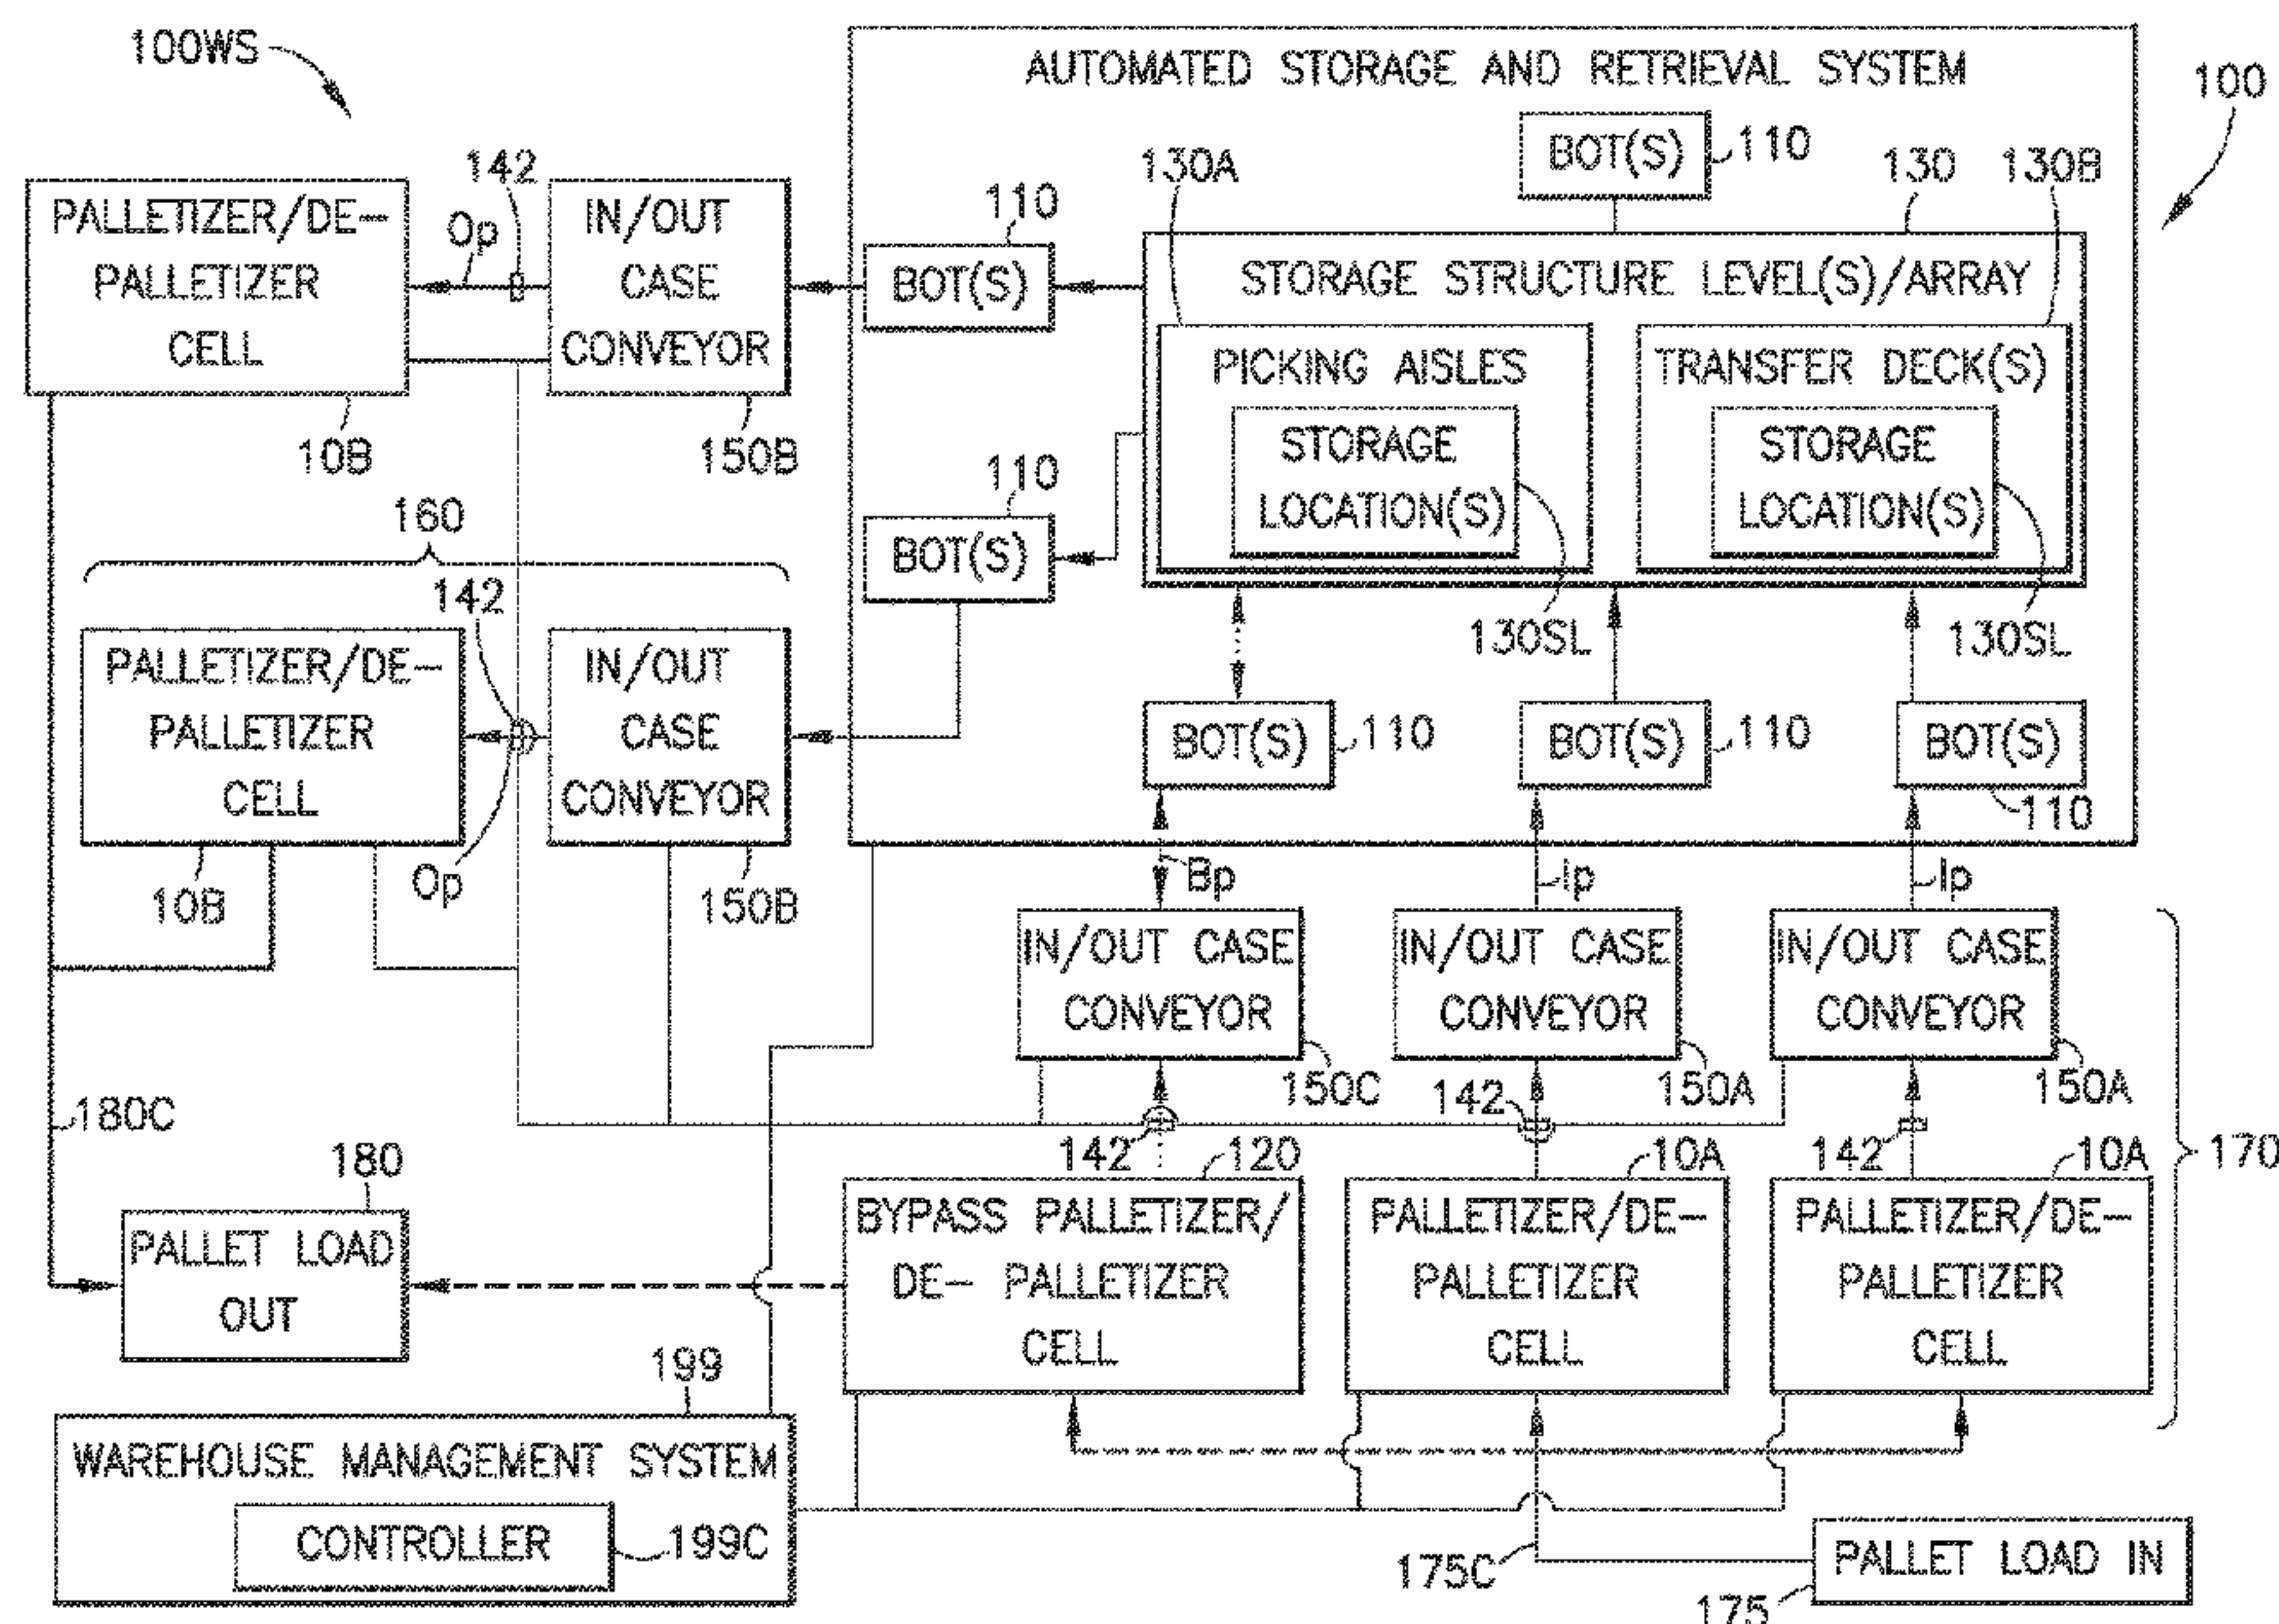 100WS
AUTOMATED STORAGE AND RETRIEVAL SYSTEM
100
BOT(S)
110
142
130A
130
130B
PALLETIZER/DE-
PALLETIZER
CELL
Op
IN/OUT
CASE
CONVEYOR
110
BOT(S)
STORAGE STRUCTURE LEVEL(S)/ARRAY
PICKING AISLES
TRANSFER DECK(S)
STORAGE
LOCATION(S)
STORAGE
LOCATION(S)
10B
150B
110
BOT(S)
160
142
130SL
130SL
PALLETIZER/DE-
PALLETIZER
CELL
IN/OUT
CASE
CONVEYOR
BOT(S)
110
BOT(S)
110
BOT(S)
110
10B
Op
150B
Bp
Ip
Ip
IN/OUT CASE
CONVEYOR
IN/OUT CASE
CONVEYOR
IN/OUT CASE
CONVEYOR
150C
150A
150A
180C
142
142
142
170
180
120
10A
10A
PALLET LOAD
OUT
BYPASS PALLETIZER/
DE- PALLETIZER
CELL
PALLETIZER/DE-
PALLETIZER
CELL
PALLETIZER/DE-
PALLETIZER
CELL
199
WAREHOUSE MANAGEMENT SYSTEM
CONTROLLER
199C
175C
PALLET LOAD IN
175